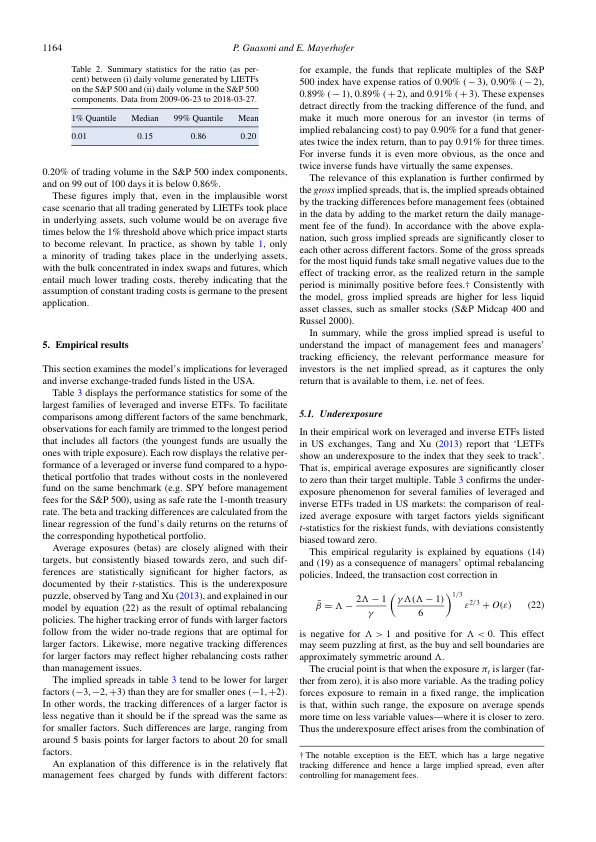 1164
P. Guasoni and E. Mayerhofer
Table 2. Summary statistics for the ratio (as per-
cent) between (i) daily volume generated by LIETFs
on the S&P 500 and (ii) daily volume in the S&P 500
components. Data from 2009-06-23 to 2018-03-27.
1% Quantile Median 99% Quantile Mean
0.01 0.15 0.86 0.20
0.20% of trading volume in the S&P 500 index components,
and on 99 out of 100 days it is below 0.86%.
These figures imply that, even in the implausible worst
case scenario that all trading generated by LIETFs took place
in underlying assets, such volume would be on average five
times below the 1% threshold above which price impact starts
to become relevant. In practice, as shown by table 1, only
a minority of trading takes place in the underlying assets,
with the bulk concentrated in index swaps and futures, which
entail much lower trading costs, thereby indicating that the
assumption of constant trading costs is germane to the present
application.
5. Empirical results
This section examines the model's implications for leveraged
and inverse exchange-traded funds listed in the USA.
Table 3 displays the performance statistics for some of the
largest families of leveraged and inverse ETFs. To facilitate
comparisons among different factors of the same benchmark,
observations for each family are trimmed to the longest period
that includes all factors (the youngest funds are usually the
ones with triple exposure). Each row displays the relative per-
formance of a leveraged or inverse fund compared to a hypo-
thetical portfolio that trades without costs in the nonlevered
fund on the same benchmark (e.g. SPY before management
fees for the S&P 500), using as safe rate the 1-month treasury
rate. The beta and tracking differences are calculated from the
linear regression of the fund's daily returns on the returns of
the corresponding hypothetical portfolio.
Average exposures (betas) are closely aligned with their
targets, but consistently biased towards zero, and such dif-
ferences are statistically significant for higher factors, as
documented by their t-statistics. This is the underexposure
puzzle, observed by Tang and Xu (2013), and explained in our
model by equation (22) as the result of optimal rebalancing
policies. The higher tracking error of funds with larger factors
follow from the wider no-trade regions that are optimal for
larger factors. Likewise, more negative tracking differences
for larger factors may reflect higher rebalancing costs rather
than management issues.
The implied spreads in table 3 tend to be lower for larger
factors (−3, −2, +3) than they are for smaller ones (−1, +2).
In other words, the tracking differences of a larger factor is
less negative than it should be if the spread was the same as
for smaller factors. Such differences are large, ranging from
around 5 basis points for larger factors to about 20 for small
factors.
An explanation of this difference is in the relatively flat
management fees charged by funds with different factors:
for example, the funds that replicate multiples of the S&P
500 index have expense ratios of 0.90% (−3), 0.90% (−2),
0.89% (−1), 0.89% (+2), and 0.91% (+3). These expenses
detract directly from the tracking difference of the fund, and
make it much more onerous for an investor (in terms of
implied rebalancing cost) to pay 0.90% for a fund that gener-
ates twice the index return, than to pay 0.91% for three times.
For inverse funds it is even more obvious, as the once and
twice inverse funds have virtually the same expenses.
The relevance of this explanation is further confirmed by
the gross implied spreads, that is, the implied spreads obtained
by the tracking differences before management fees (obtained
in the data by adding to the market return the daily manage-
ment fee of the fund). In accordance with the above expla-
nation, such gross implied spreads are significantly closer to
each other across different factors. Some of the gross spreads
for the most liquid funds take small negative values due to the
effect of tracking error, as the realized return in the sample
period is minimally positive before fees.† Consistently with
the model, gross implied spreads are higher for less liquid
asset classes, such as smaller stocks (S&P Midcap 400 and
Russel 2000).
In summary, while the gross implied spread is useful to
understand the impact of management fees and managers'
tracking efficiency, the relevant performance measure for
investors is the net implied spread, as it captures the only
return that is available to them, i.e. net of fees.
5.1. Underexposure
In their empirical work on leveraged and inverse ETFs listed
in US exchanges, Tang and Xu (2013) report that 'LETFs
show an underexposure to the index that they seek to track'.
That is, empirical average exposures are significantly closer
to zero than their target multiple. Table 3 confirms the under-
exposure phenomenon for several families of leveraged and
inverse ETFs traded in US markets: the comparison of real-
ized average exposure with target factors yields significant
t-statistics for the riskiest funds, with deviations consistently
biased toward zero.
This empirical regularity is explained by equations (14)
and (19) as a consequence of managers' optimal rebalancing
policies. Indeed, the transaction cost correction in
β̄ = Λ − (2Λ − 1)/γ (γΛ(Λ − 1)/6)^{1/3} ε^{2/3} + O(ε) (22)
is negative for Λ > 1 and positive for Λ < 0. This effect
may seem puzzling at first, as the buy and sell boundaries are
approximately symmetric around Λ.
The crucial point is that when the exposure π_t is larger (far-
ther from zero), it is also more variable. As the trading policy
forces exposure to remain in a fixed range, the implication
is that, within such range, the exposure on average spends
more time on less variable values—where it is closer to zero.
Thus the underexposure effect arises from the combination of
† The notable exception is the EET, which has a large negative
tracking difference and hence a large implied spread, even after
controlling for management fees.